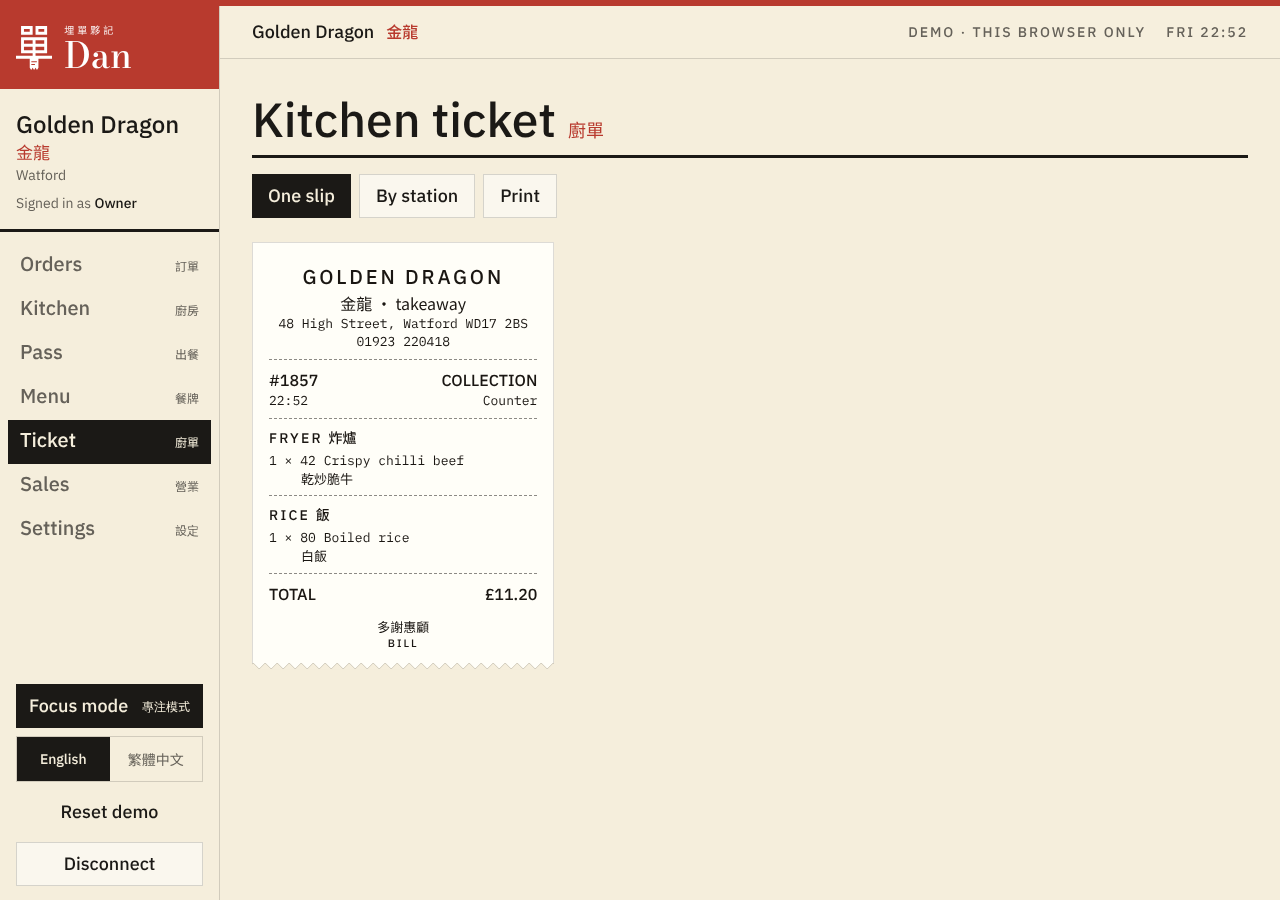 單
埋單夥記
Dan
Golden Dragon 金龍
DEMO · THIS BROWSER ONLY FRI 22:52
Golden Dragon
金龍
Watford
Signed in as Owner
Orders 訂單
Kitchen 廚房
Pass 出餐
Menu 餐牌
Ticket 廚單
Sales 營業
Settings 設定
Focus mode 專注模式
English 繁體中文
Reset demo
Disconnect
Kitchen ticket 廚單
One slip By station Print
GOLDEN DRAGON
金龍 · takeaway
48 High Street, Watford WD17 2BS
01923 220418
#1857 COLLECTION
22:52 Counter
FRYER 炸爐
1 × 42 Crispy chilli beef
乾炒脆牛
RICE 飯
1 × 80 Boiled rice
白飯
TOTAL £11.20
多謝惠顧
BILL